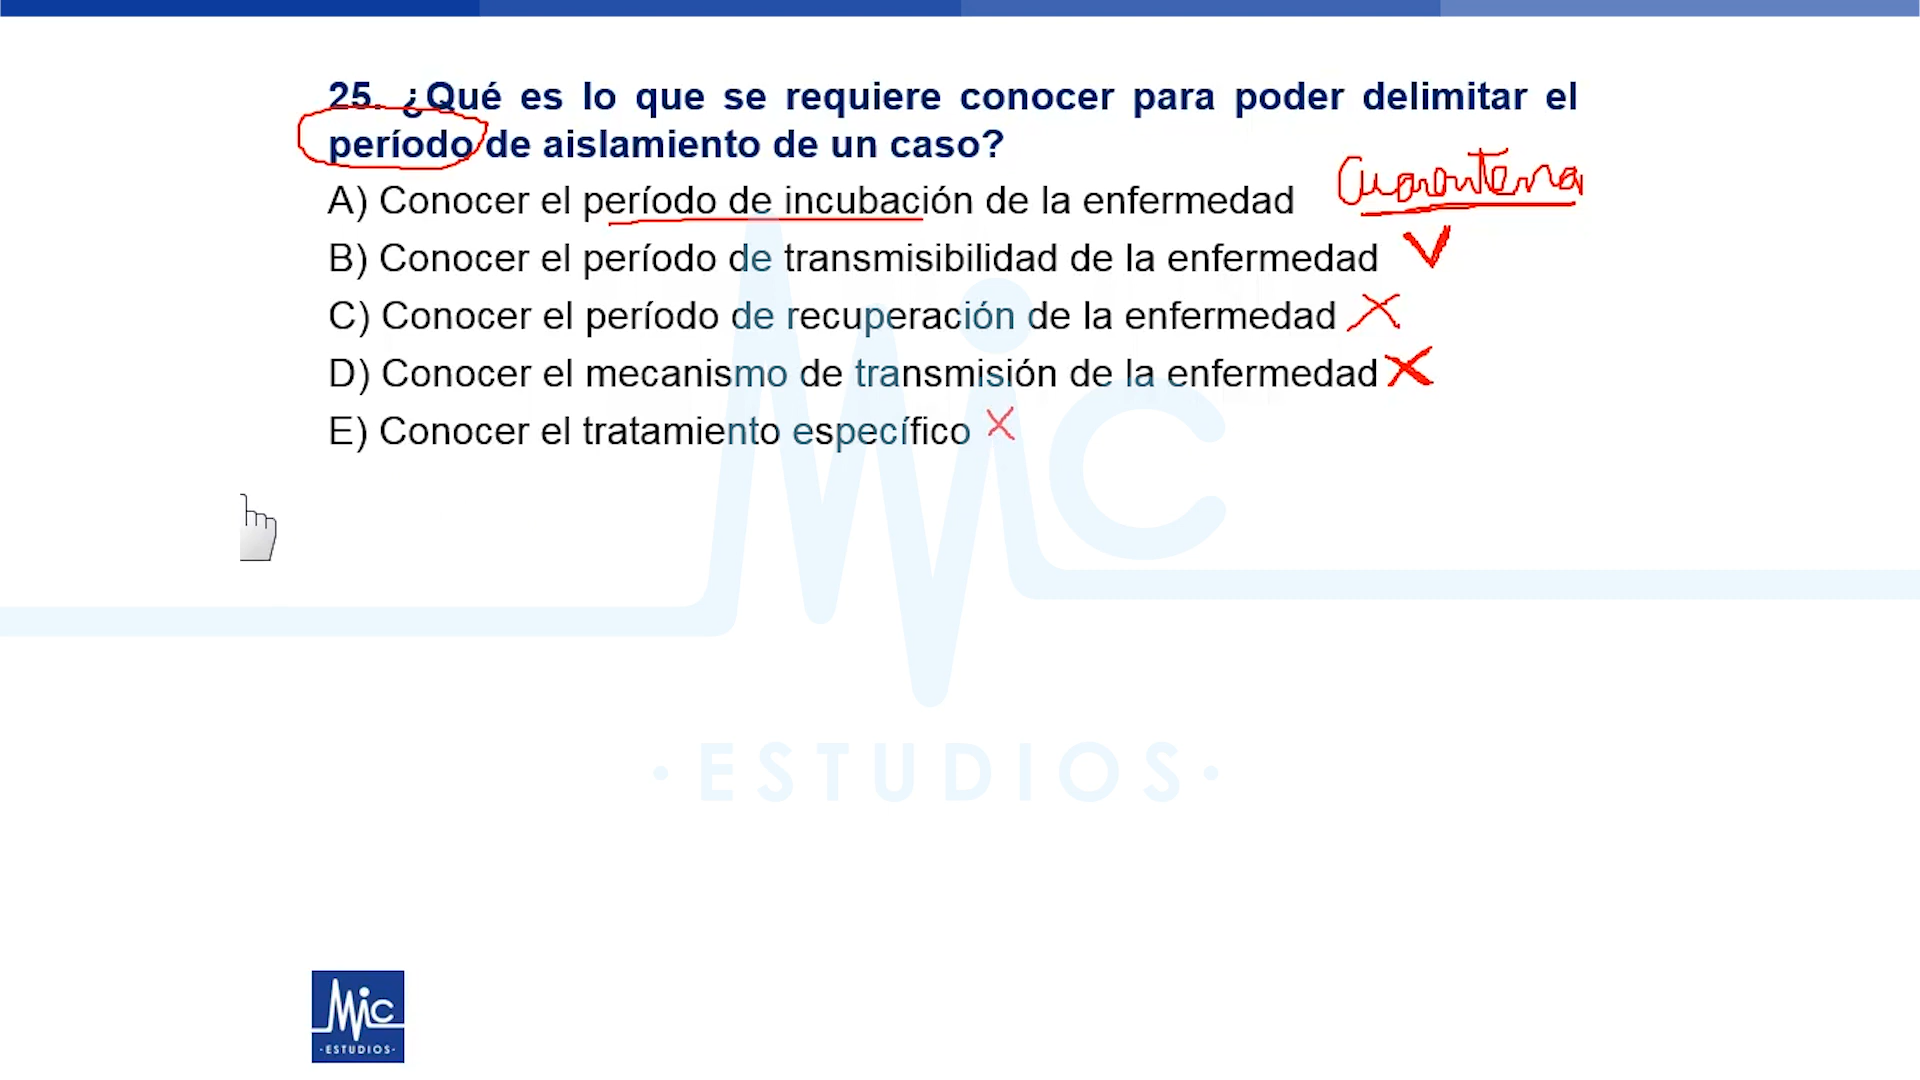 25. ¿Qué es lo que se requiere conocer para poder delimitar el
período de aislamiento de un caso?
A) Conocer el período de incubación de la enfermedad
Cuarentena
B) Conocer el período de transmisibilidad de la enfermedad
C) Conocer el período de recuperación de la enfermedad
D) Conocer el mecanismo de transmisión de la enfermedad
E) Conocer el tratamiento específico
Mic
·ESTUDIOS·
Mic
·ESTUDIOS·